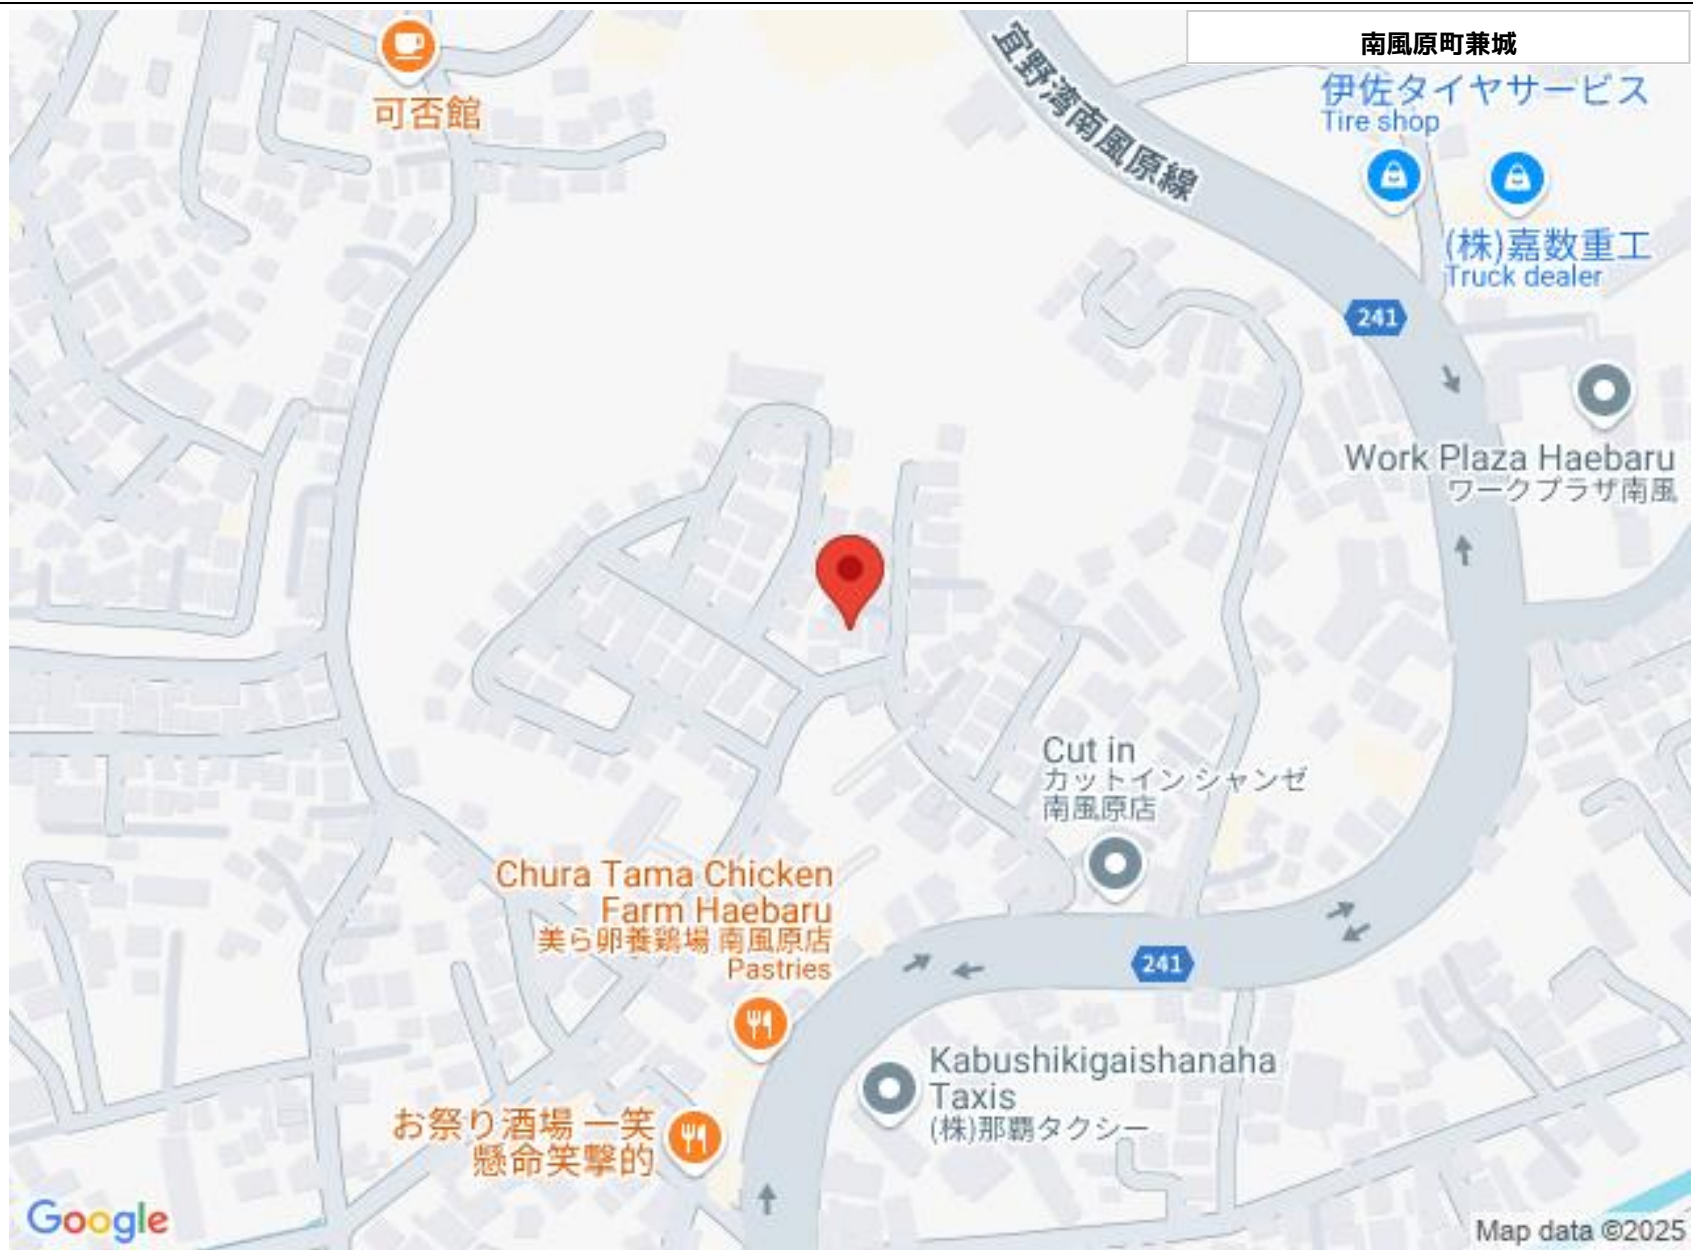 南風原町兼城
可否館
宜野湾南風原線
伊佐タイヤサービス
Tire shop
(株)嘉数重工
Truck dealer
241
Work Plaza Haebaru
ワークプラザ南風
Cut in
カットイン シャンゼ
南風原店
Chura Tama Chicken
Farm Haebaru
美ら卵養鶏場 南風原店
Pastries
241
Kabushikigaishanaha
Taxis
(株)那覇タクシー
お祭り酒場 一笑
懸命笑撃的
Google
Map data ©2025